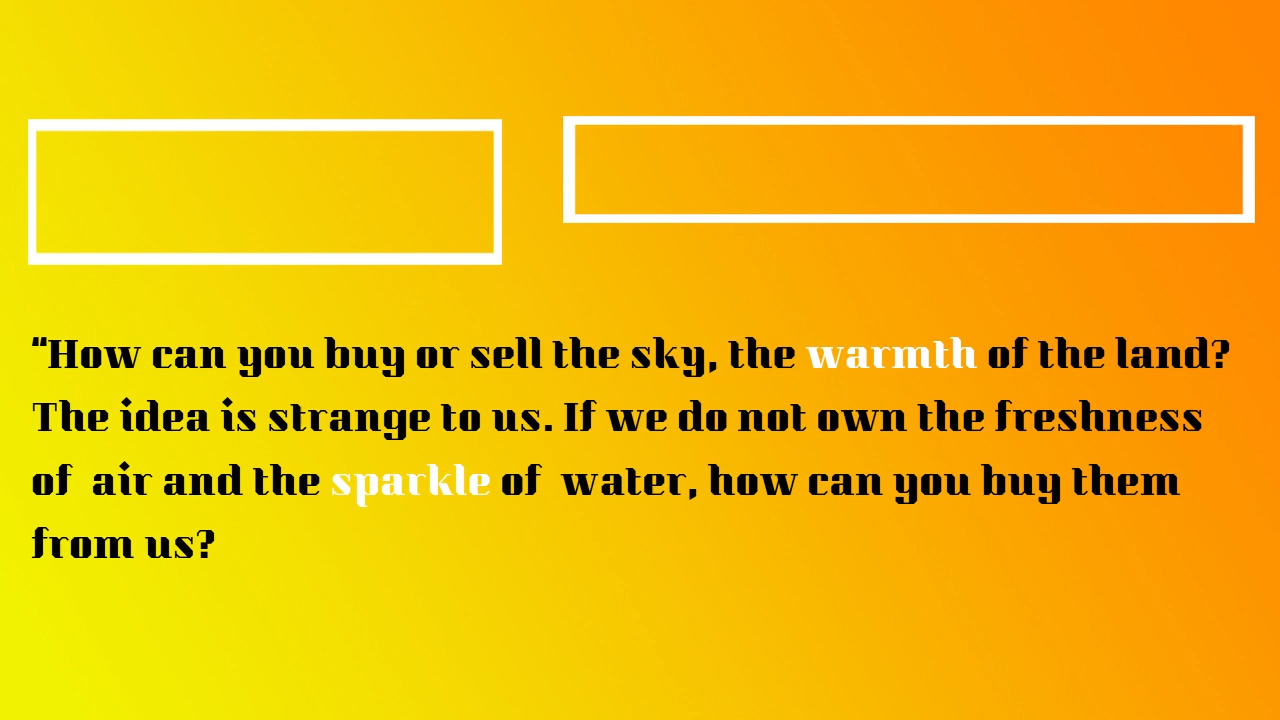 “How can you buy or sell the sky, the warmth of the land?
The idea is strange to us. If we do not own the freshness
of  air and the sparkle of  water, how can you buy them
from us?